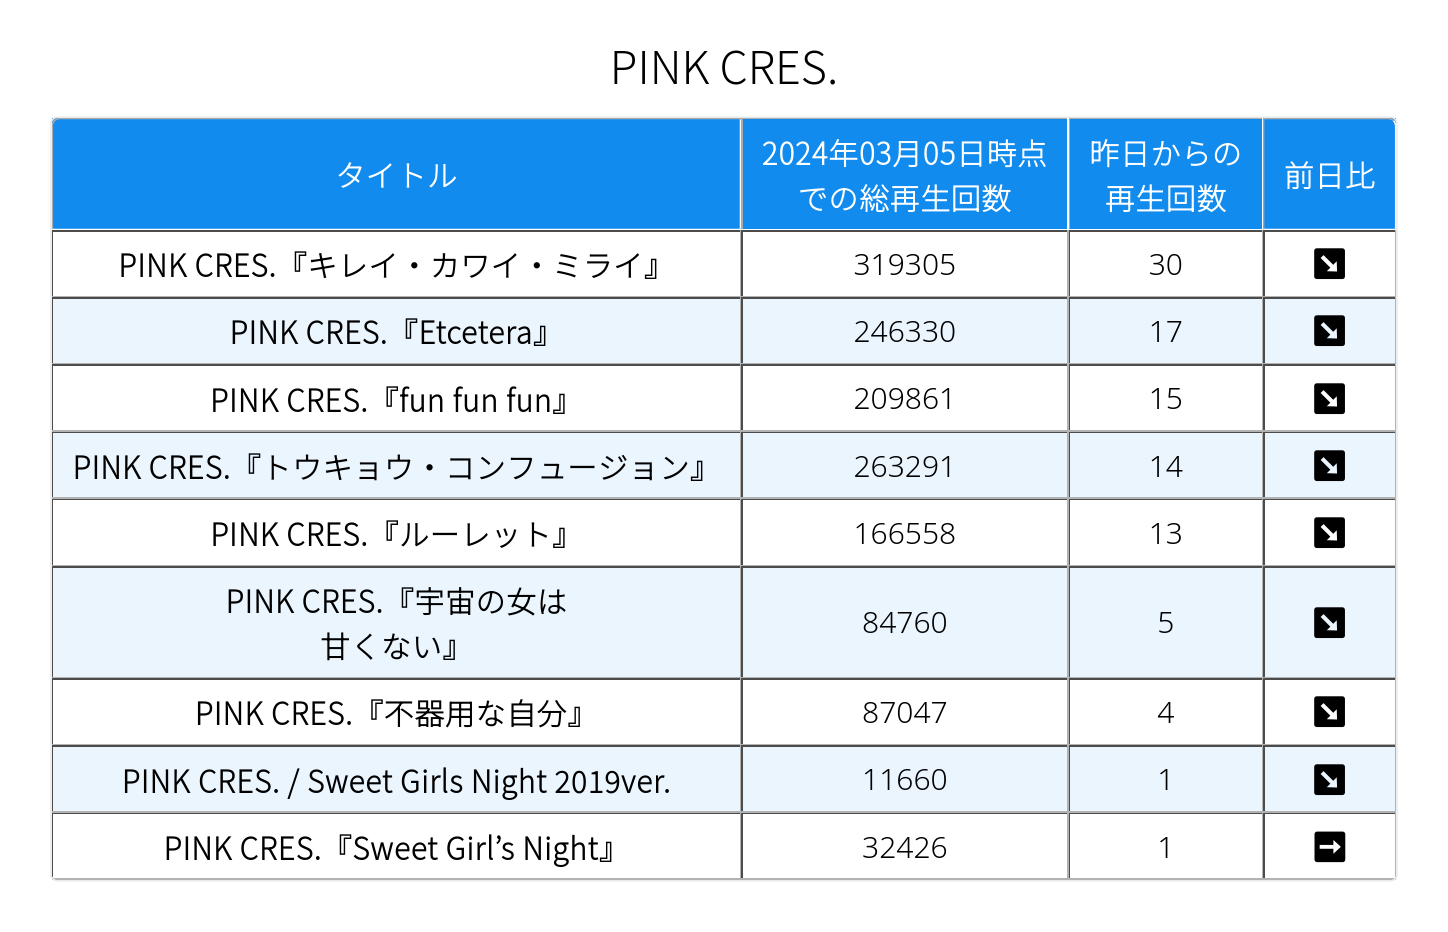 PINK CRES.
タイトル
2024年03月05日時点
での総再生回数
昨日からの
再生回数
前日比
PINK CRES.『キレイ・カワイ・ミライ』 319305 30 ↘
PINK CRES.『Etcetera』 246330 17 ↘
PINK CRES.『fun fun fun』 209861 15 ↘
PINK CRES.『トウキョウ・コンフュージョン』 263291 14 ↘
PINK CRES.『ルーレット』 166558 13 ↘
PINK CRES.『宇宙の女は
甘くない』 84760 5 ↘
PINK CRES.『不器用な自分』 87047 4 ↘
PINK CRES. / Sweet Girls Night 2019ver. 11660 1 ↘
PINK CRES.『Sweet Girl’s Night』 32426 1 →